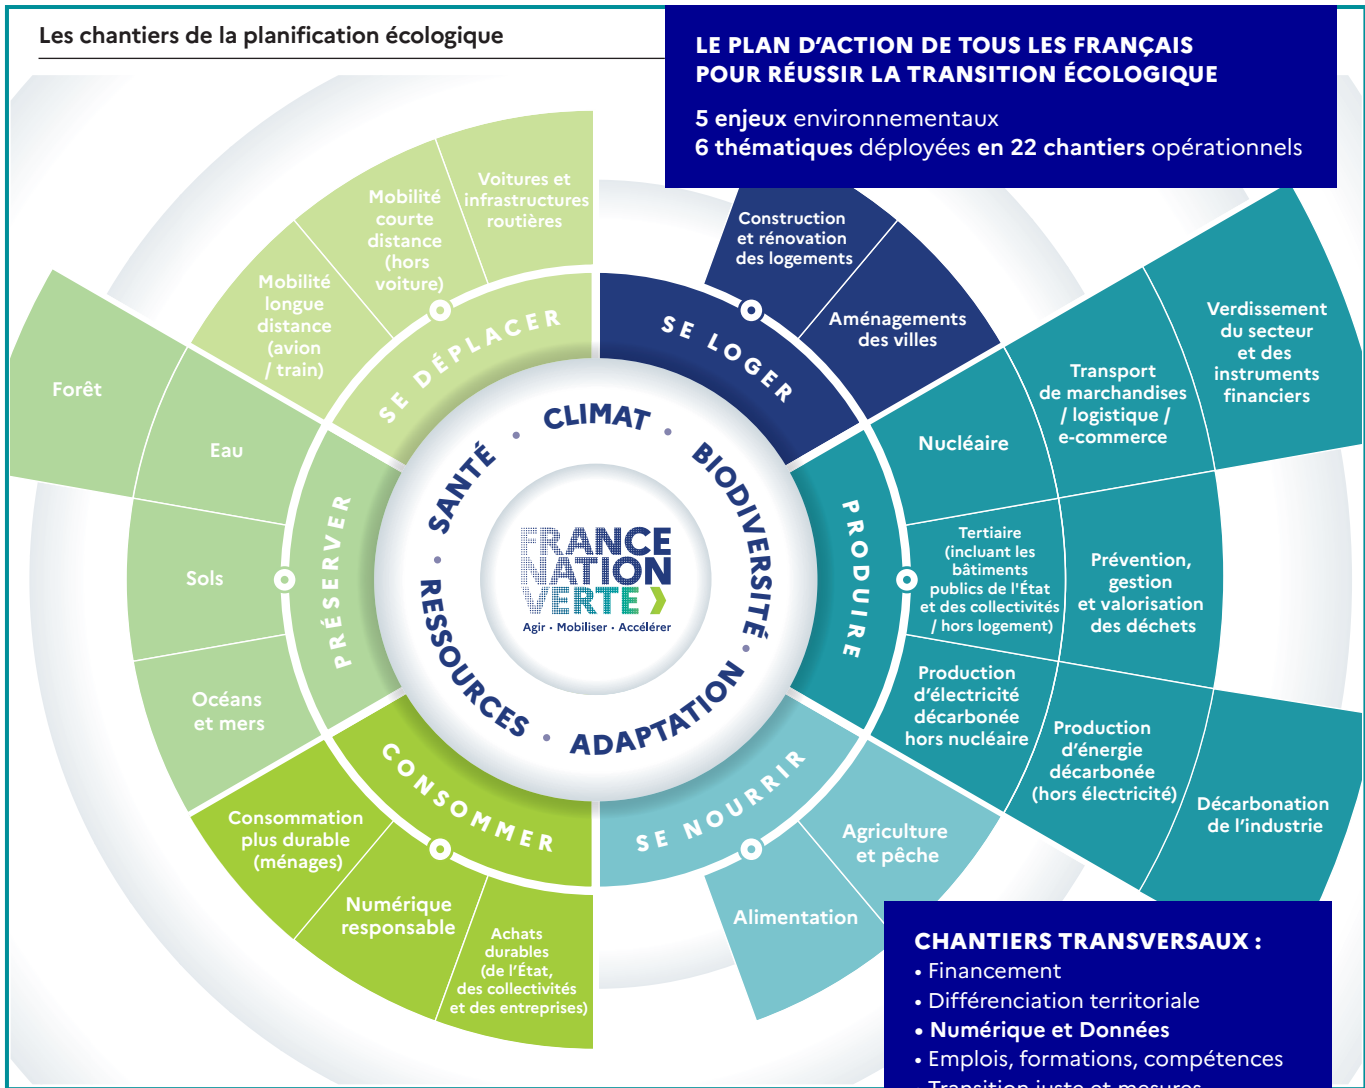 Les chantiers de la planification écologique
LE PLAN D’ACTION DE TOUS LES FRANÇAIS
POUR RÉUSSIR LA TRANSITION ÉCOLOGIQUE
5 enjeux environnementaux
6 thématiques déployées en 22 chantiers opérationnels
SE DÉPLACER
Mobilité
longue
distance
(avion
/ train)
Mobilité
courte
distance
(hors
voiture)
Voitures et
infrastructures
routières
SE LOGER
Construction
et rénovation
des logements
Aménagements
des villes
PRODUIRE
Nucléaire
Transport
de marchandises
/ logistique /
e-commerce
Verdissement
du secteur
et des
instruments
financiers
Tertiaire
(incluant les
bâtiments
publics de l'État
et des collectivités
/ hors logement)
Prévention,
gestion
et valorisation
des déchets
Production
d’électricité
décarbonée
hors nucléaire
Production
d’énergie
décarbonée
(hors électricité)
Décarbonation
de l’industrie
SE NOURRIR
Agriculture
et pêche
Alimentation
CONSOMMER
Consommation
plus durable
(ménages)
Numérique
responsable
Achats
durables
(de l’État,
des collectivités
et des entreprises)
PRÉSERVER
Forêt
Eau
Sols
Océans
et mers
SANTÉ • CLIMAT • BIODIVERSITÉ • ADAPTATION • RESSOURCES •
FRANCE
NATION
VERTE
Agir • Mobiliser • Accélérer
CHANTIERS TRANSVERSAUX :
• Financement
• Différenciation territoriale
• Numérique et Données
• Emplois, formations, compétences
• Transition juste et mesures